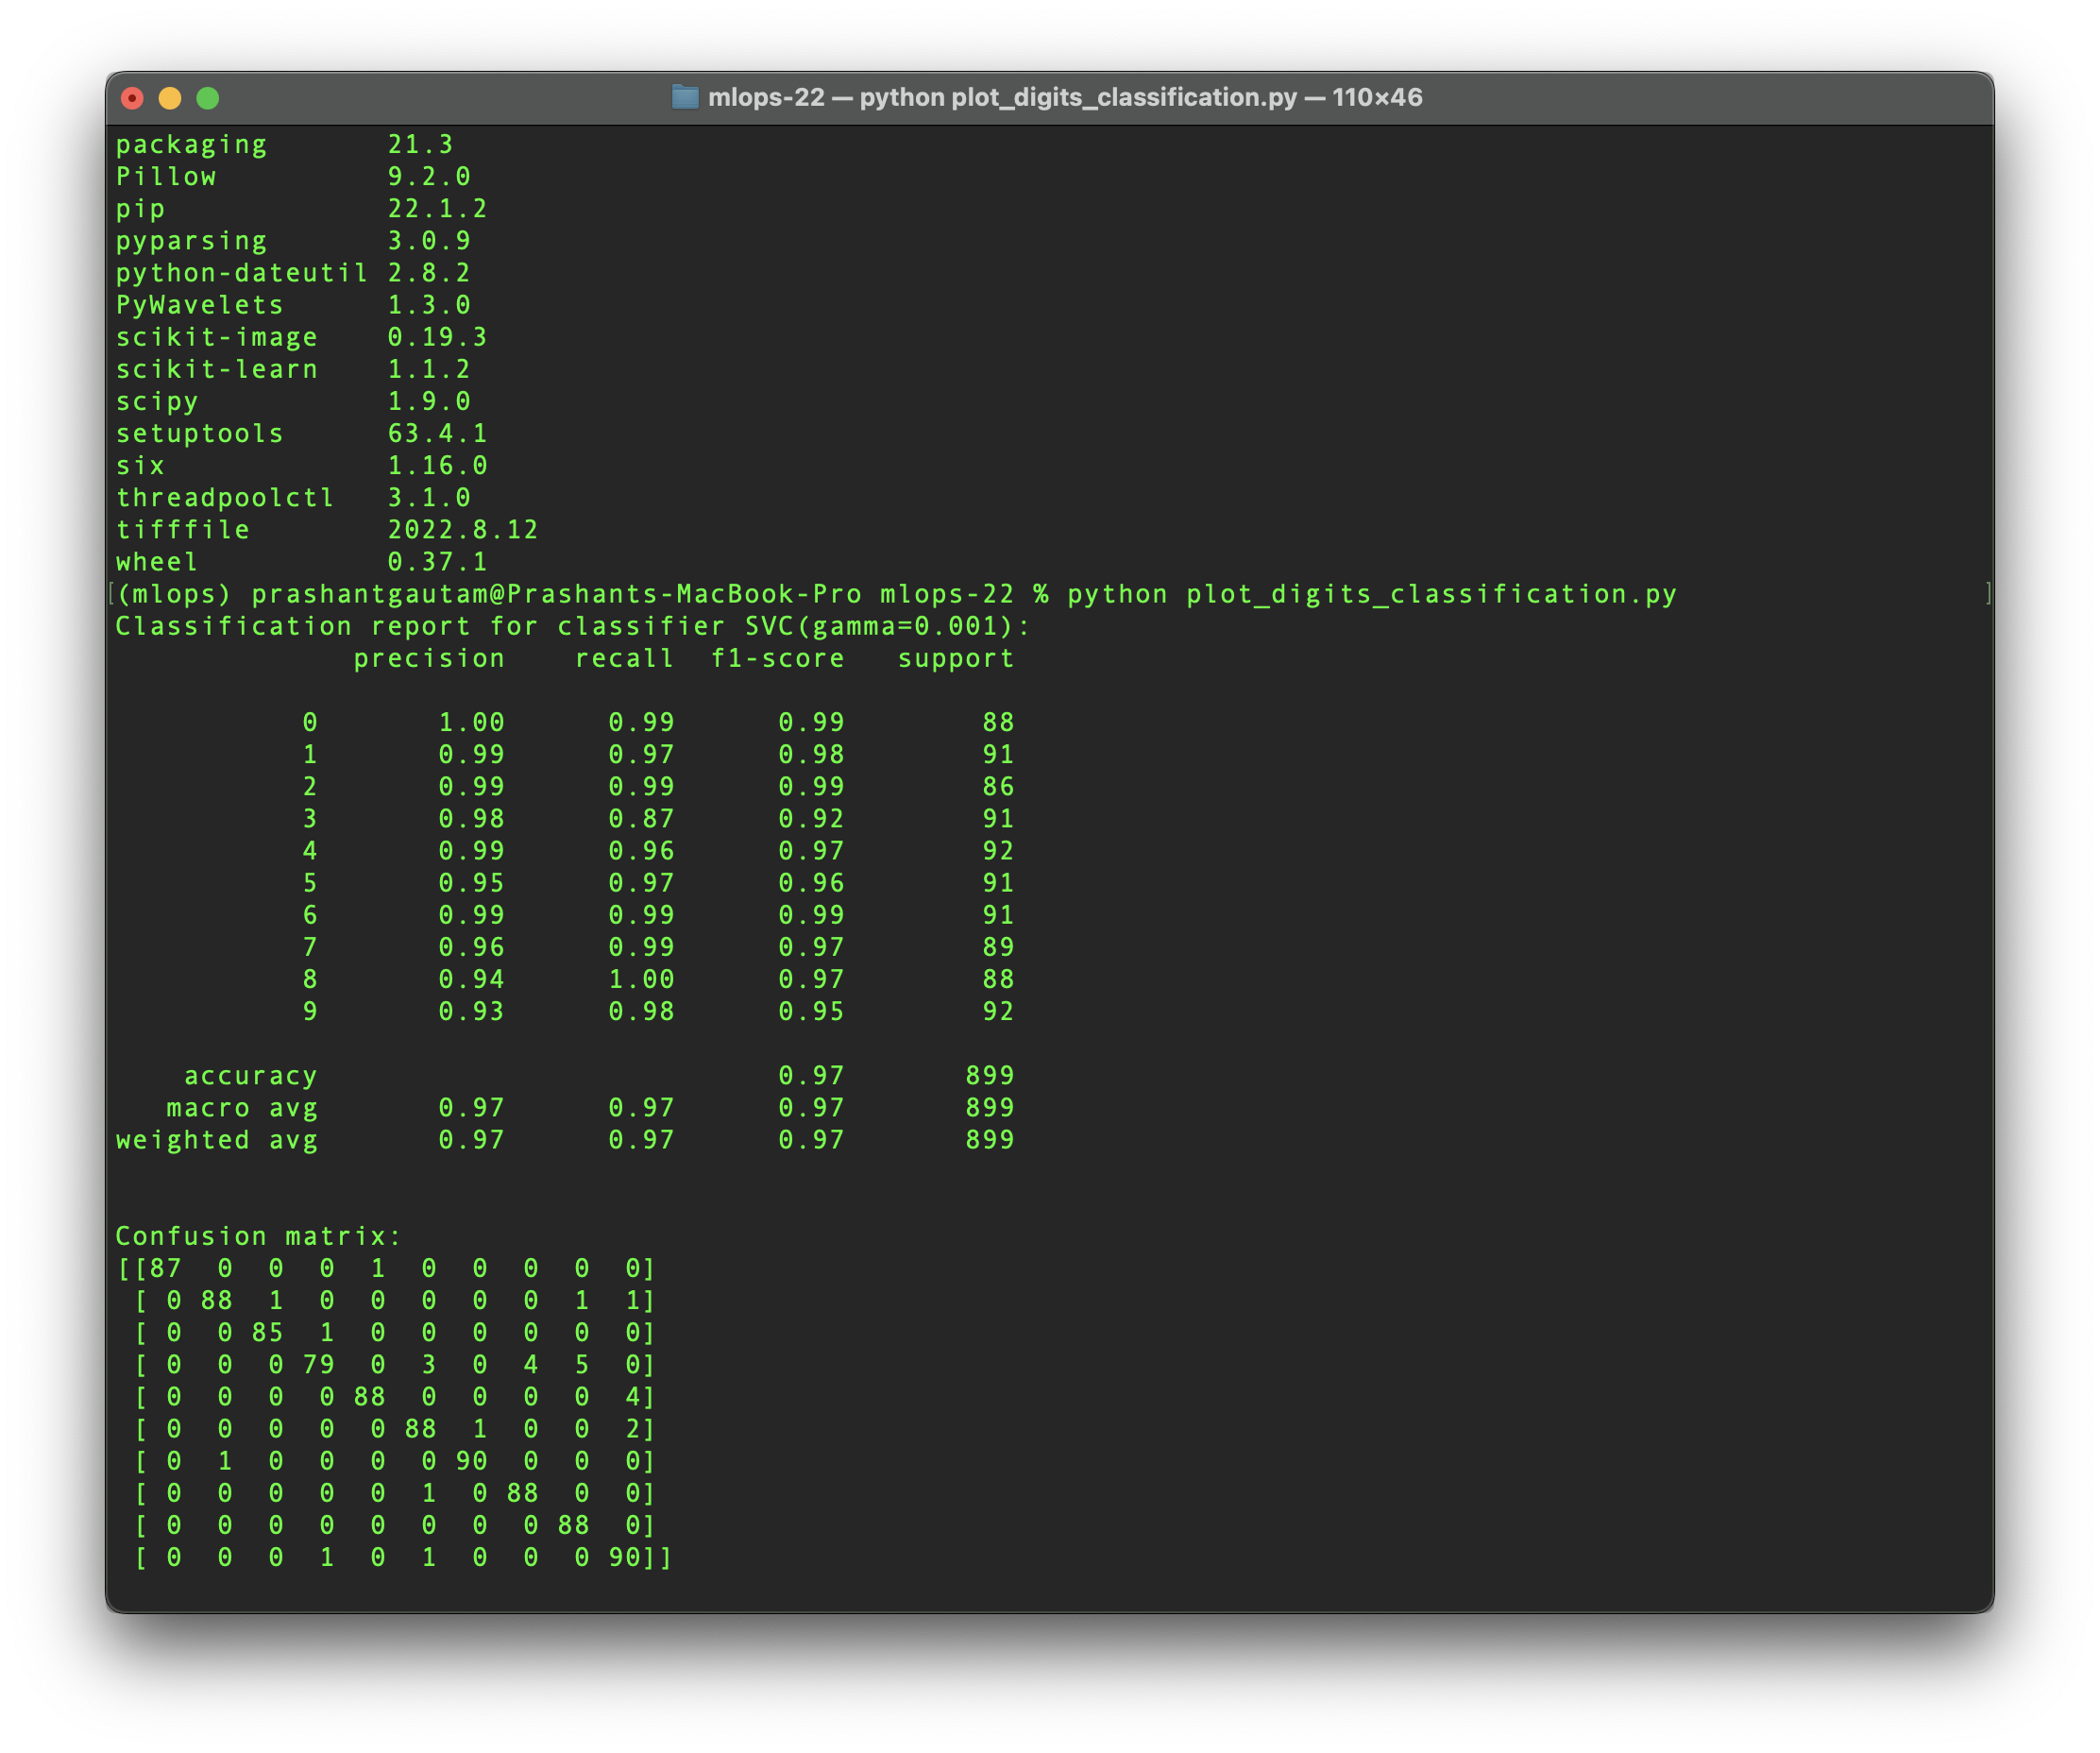 mlops-22 — python plot_digits_classification.py — 110×46
packaging       21.3
Pillow          9.2.0
pip             22.1.2
pyparsing       3.0.9
python-dateutil 2.8.2
PyWavelets      1.3.0
scikit-image    0.19.3
scikit-learn    1.1.2
scipy           1.9.0
setuptools      63.4.1
six             1.16.0
threadpoolctl   3.1.0
tifffile        2022.8.12
wheel           0.37.1
[(mlops) prashantgautam@Prashants-MacBook-Pro mlops-22 % python plot_digits_classification.py ]
Classification report for classifier SVC(gamma=0.001):
              precision    recall  f1-score   support
           0       1.00      0.99      0.99        88
           1       0.99      0.97      0.98        91
           2       0.99      0.99      0.99        86
           3       0.98      0.87      0.92        91
           4       0.99      0.96      0.97        92
           5       0.95      0.97      0.96        91
           6       0.99      0.99      0.99        91
           7       0.96      0.99      0.97        89
           8       0.94      1.00      0.97        88
           9       0.93      0.98      0.95        92
    accuracy                           0.97       899
   macro avg       0.97      0.97      0.97       899
weighted avg       0.97      0.97      0.97       899
Confusion matrix:
[[87  0  0  0  1  0  0  0  0  0]
 [ 0 88  1  0  0  0  0  0  1  1]
 [ 0  0 85  1  0  0  0  0  0  0]
 [ 0  0  0 79  0  3  0  4  5  0]
 [ 0  0  0  0 88  0  0  0  0  4]
 [ 0  0  0  0  0 88  1  0  0  2]
 [ 0  1  0  0  0  0 90  0  0  0]
 [ 0  0  0  0  0  1  0 88  0  0]
 [ 0  0  0  0  0  0  0  0 88  0]
 [ 0  0  0  1  0  1  0  0  0 90]]